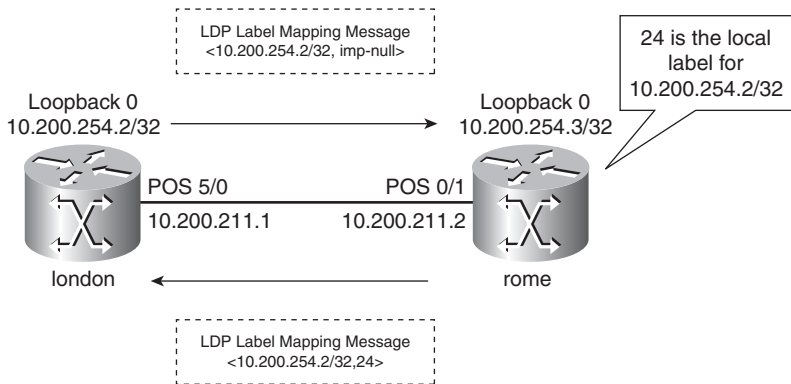 LDP Label Mapping Message
<10.200.254.2/32, imp-null>
24 is the local
label for
10.200.254.2/32
Loopback 0
10.200.254.2/32
Loopback 0
10.200.254.3/32
POS 5/0
POS 0/1
10.200.211.1
10.200.211.2
london
rome
LDP Label Mapping Message
<10.200.254.2/32,24>